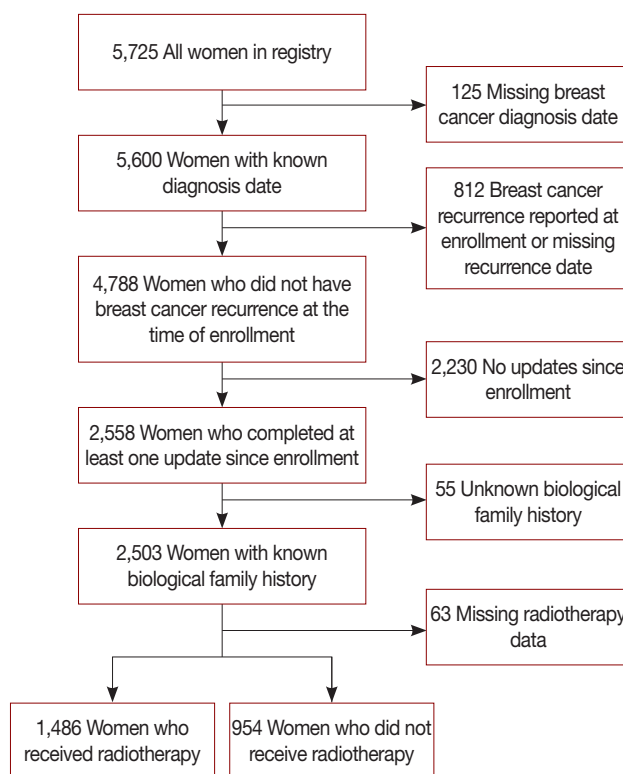 5,725 All women in registry
125 Missing breast
cancer diagnosis date
5,600 Women with known
diagnosis date
812 Breast cancer
recurrence reported at
enrollment or missing
recurrence date
4,788 Women who did not have
breast cancer recurrence at the
time of enrollment
2,230 No updates since
enrollment
2,558 Women who completed at
least one update since enrollment
55 Unknown biological
family history
2,503 Women with known
biological family history
63 Missing radiotherapy
data
1,486 Women who
received radiotherapy
954 Women who did not
receive radiotherapy